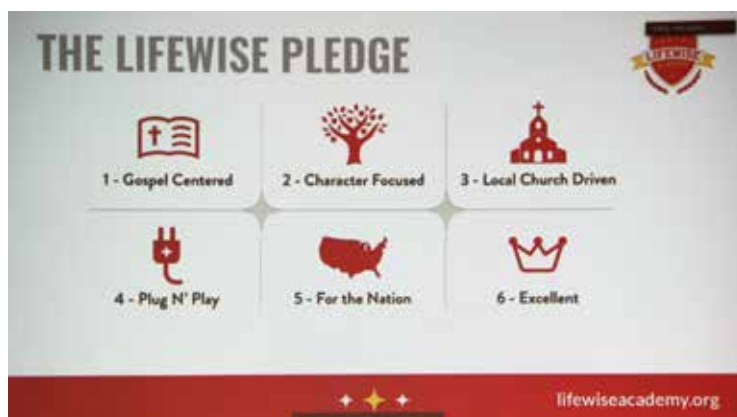 THE LIFEWISE PLEDGE
LIFEWISE
1 - Gospel Centered
2 - Character Focused
3 - Local Church Driven
4 - Plug N' Play
5 - For the Nation
6 - Excellent
lifewiseacademy.org